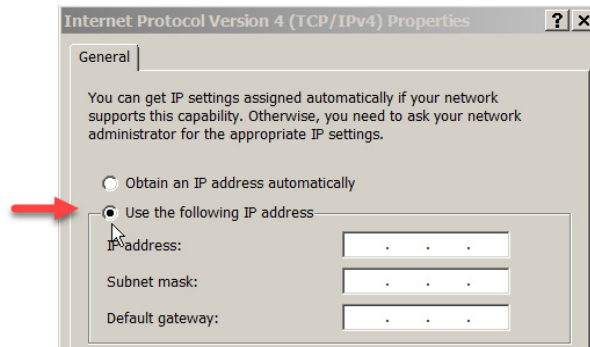 Internet Protocol Version 4 (TCP/IPv4) Properties
General
You can get IP settings assigned automatically if your network
supports this capability. Otherwise, you need to ask your network
administrator for the appropriate IP settings.
Obtain an IP address automatically
Use the following IP address
IP address:
Subnet mask:
Default gateway: